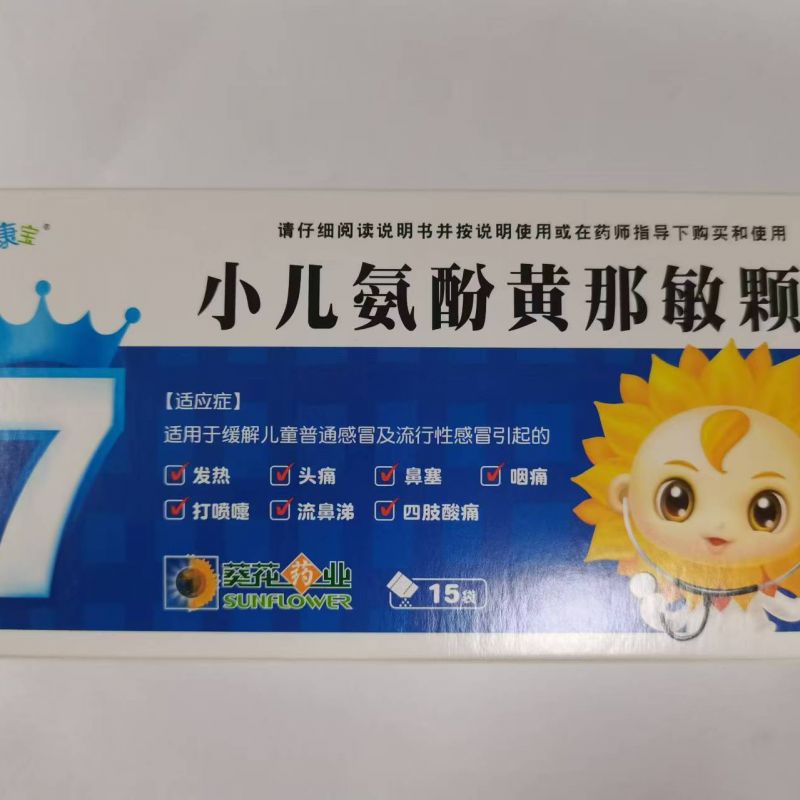 康宝®
请仔细阅读说明书并按说明使用或在药师指导下购买和使用
小儿氨酚黄那敏颗
7
【适应症】
适用于缓解儿童普通感冒及流行性感冒引起的
发热 头痛 鼻塞 咽痛
打喷嚏 流鼻涕 四肢酸痛
葵花药业
SUNFLOWER
15袋